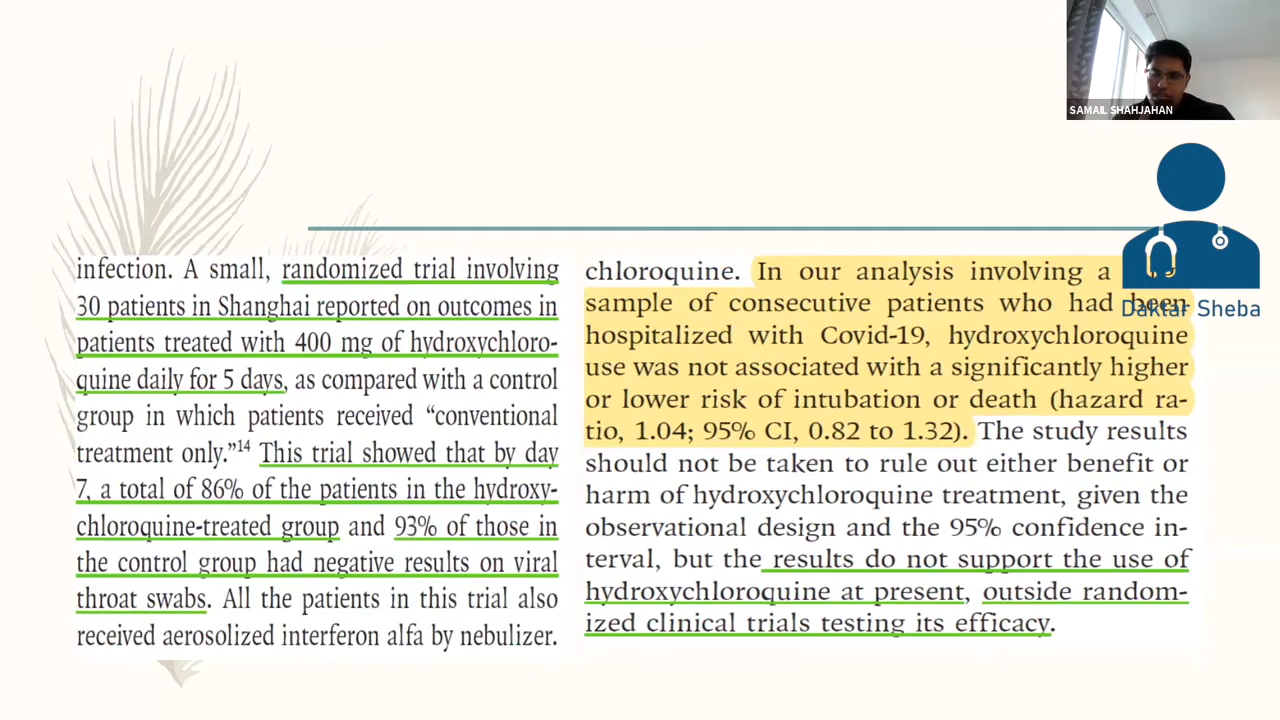 SAMAIL SHAHJAHAN
Daktar Sheba
infection. A small, randomized trial involving
30 patients in Shanghai reported on outcomes in
patients treated with 400 mg of hydroxychloro-
quine daily for 5 days, as compared with a control
group in which patients received “conventional
treatment only.”14 This trial showed that by day
7, a total of 86% of the patients in the hydroxy-
chloroquine-treated group and 93% of those in
the control group had negative results on viral
throat swabs. All the patients in this trial also
received aerosolized interferon alfa by nebulizer.
chloroquine. In our analysis involving a
sample of consecutive patients who had been
hospitalized with Covid-19, hydroxychloroquine
use was not associated with a significantly higher
or lower risk of intubation or death (hazard ra-
tio, 1.04; 95% CI, 0.82 to 1.32). The study results
should not be taken to rule out either benefit or
harm of hydroxychloroquine treatment, given the
observational design and the 95% confidence in-
terval, but the results do not support the use of
hydroxychloroquine at present, outside random-
ized clinical trials testing its efficacy.